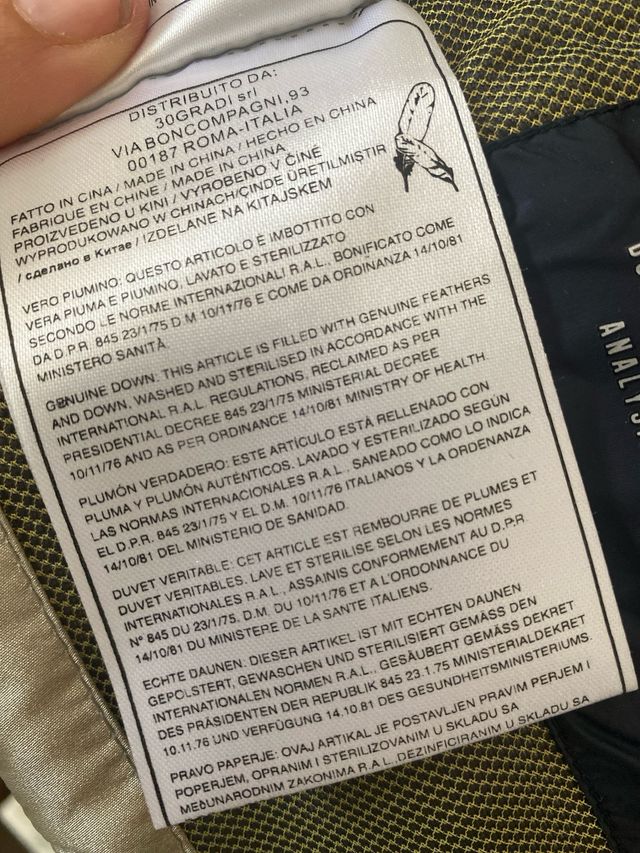 DISTRIBUITO DA:
30GRADI srl
VIA BONCOMPAGNI,93
00187 ROMA-ITALIA
FATTO IN CINA / MADE IN CHINA / HECHO EN CHINA
FABRIQUE EN CHINE / MADE IN CHINA
PROIZVEDENO U KINI / VYROBENO V ČINĚ
WYPRODUKOWANO W CHINACH/ÇINDE ÜRETILMIŞTIR
/ сделано в Китае / IZDELANE NA KITAJSKEM
VERO PIUMINO: QUESTO ARTICOLO È IMBOTTITO CON
VERA PIUMA E PIUMINO, LAVATO E STERILIZZATO
SECONDO LE NORME INTERNAZIONALI R.A.L. BONIFICATO COME
DA D.P.R. 845 23/1/75 D.M 10/11/76 E COME DA ORDINANZA 14/10/81
MINISTERO SANITÀ
GENUINE DOWN: THIS ARTICLE IS FILLED WITH GENUINE FEATHERS
AND DOWN, WASHED AND STERILISED IN ACCORDANCE WITH THE
INTERNATIONAL R.A.L. REGULATIONS, RECLAIMED AS PER
PRESIDENTIAL DECREE 845 23/1/75 MINISTERIAL DECREE
10/11/76 AND AS PER ORDINANCE 14/10/81 MINISTRY OF HEALTH.
PLUMÓN VERDADERO: ESTE ARTÍCULO ESTÀ RELLENADO CON
PLUMA Y PLUMÓN AUTÉNTICOS. LAVADO Y ESTERILIZADO SEGÚN
LAS NORMAS INTERNACIONALES R.A.L., SANEADO COMO LO INDICA
EL D.P.R. 845 23/1/75 Y EL D.M. 10/11/76 ITALIANOS Y LA ORDENANZA
14/10/81 DEL MINISTERIO DE SANIDAD.
DUVET VERITABLE: CET ARTICLE EST REMBOURRE DE PLUMES ET
DUVET VERITABLES. LAVE ET STERILISE SELON LES NORMES
INTERNATIONALES R.A.L., ASSAINIS CONFORMEMENT AU D.P.R
N° 845 DU 23/1/75. D.M. DU 10/11/76 ET A L'ORDONNANCE DU
14/10/81 DU MINISTERE DE LA SANTE ITALIENS.
ECHTE DAUNEN: DIESER ARTIKEL IST MIT ECHTEN DAUNEN
GEPOLSTERT, GEWASCHEN UND STERILISIERT GEMÄSS DEN
INTERNATIONALEN NORMEN R.A.L.. GESÄUBERT GEMÄSS DEKRET
DES PRÄSIDENTEN DER REPUBLIK 845 23.1.75 MINISTERIALDEKRET
10.11.76 UND VERFÜGUNG 14.10.81 DES GESUNDHEITSMINISTERIUMS.
PRAVO PAPERJE: OVAJ ARTIKAL JE POSTAVLJEN PRAVIM PERJEM I
POPERJEM, OPRANIM I STERILIZOVANIM U SKLADU SA
MEĐUNARODNIM ZAKONIMA R.A.L.,DEZINFICIRANIM U SKLADU SA